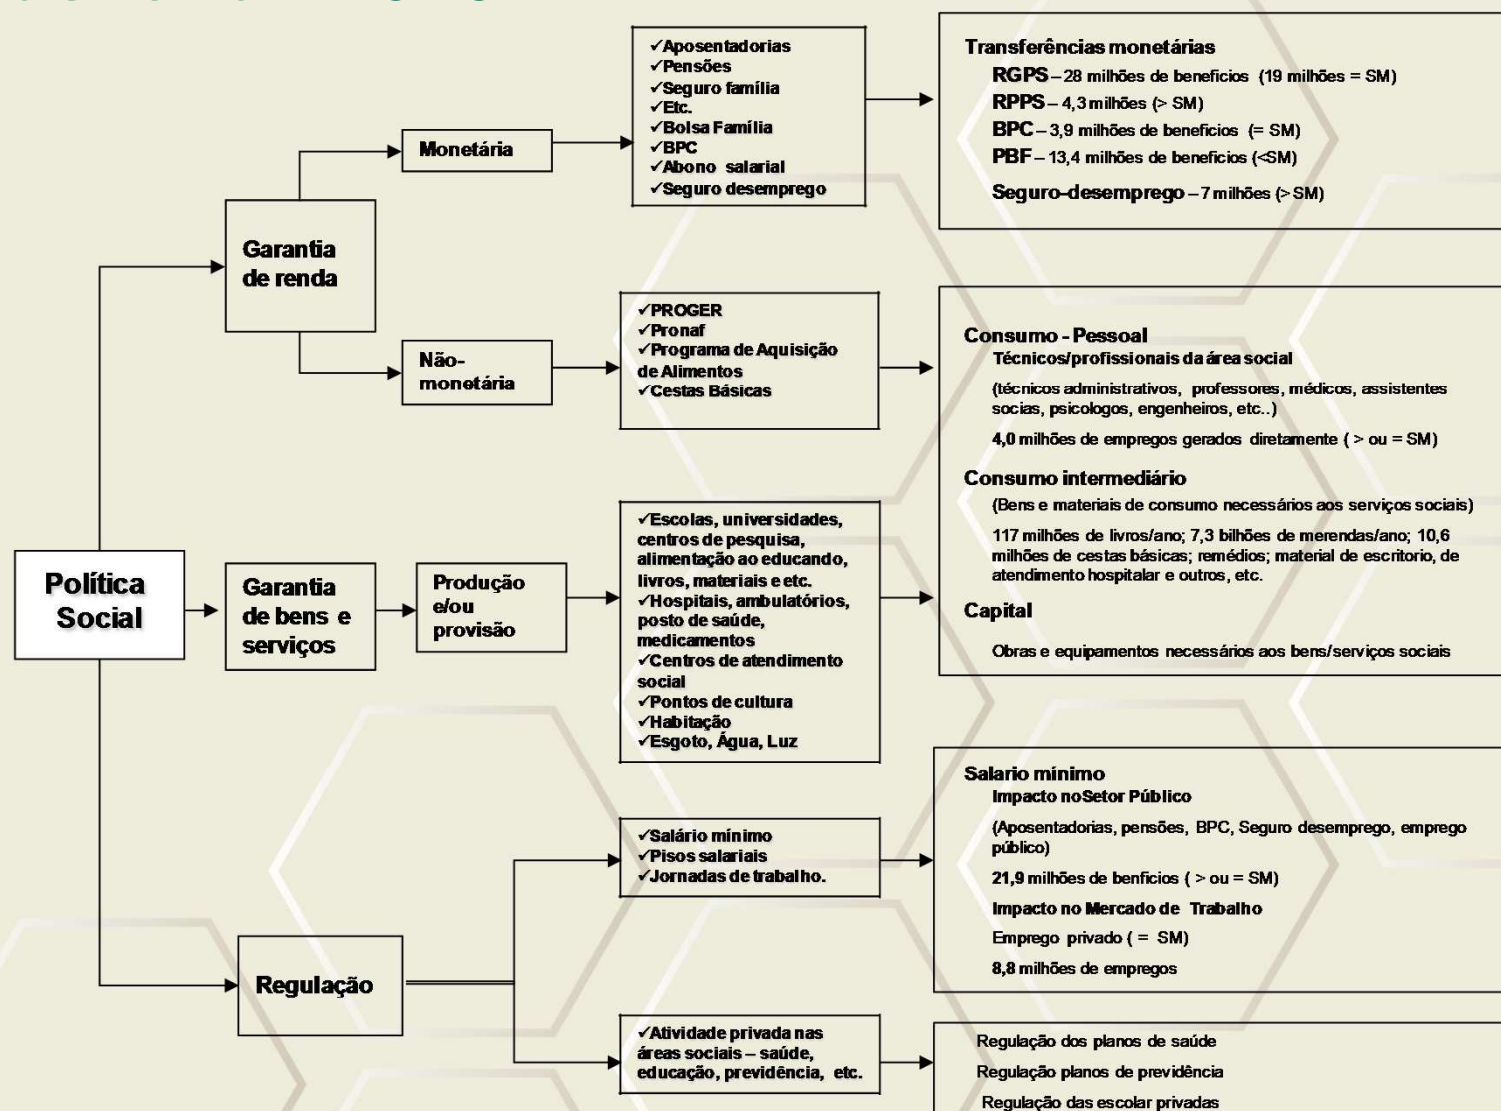 Política
Social
Garantia
de renda
Monetária
✓Aposentadorias
✓Pensões
✓Seguro família
✓Etc.
✓Bolsa Família
✓BPC
✓Abono salarial
✓Seguro desemprego
Transferências monetárias
RGPS – 28 milhões de beneficios (19 milhões = SM)
RPPS – 4,3 milhões (> SM)
BPC – 3,9 milhões de beneficios (= SM)
PBF – 13,4 milhões de beneficios (<SM)
Seguro-desemprego – 7 milhões (> SM)
Não-
monetária
✓PROGER
✓Pronaf
✓Programa de Aquisição
de Alimentos
✓Cestas Básicas
Consumo - Pessoal
Técnicos/profissionais da área social
(técnicos administrativos, professores, médicos, assistentes
socias, psicologos, engenheiros, etc..)
4,0 milhões de empregos gerados diretamente ( > ou = SM)
Consumo intermediário
(Bens e materiais de consumo necessários aos serviços sociais)
117 milhões de livros/ano; 7,3 bilhões de merendas/ano; 10,6
milhões de cestas básicas; remédios; material de escritorio, de
atendimento hospitalar e outros, etc.
Capital
Obras e equipamentos necessários aos bens/serviços sociais
Garantia
de bens e
serviços
Produção
e/ou
provisão
✓Escolas, universidades,
centros de pesquisa,
alimentação ao educando,
livros, materiais e etc.
✓Hospitais, ambulatórios,
posto de saúde,
medicamentos
✓Centros de atendimento
social
✓Pontos de cultura
✓Habitação
✓Esgoto, Água, Luz
Regulação
✓Salário mínimo
✓Pisos salariais
✓Jornadas de trabalho.
Salario mínimo
Impacto no Setor Público
(Aposentadorias, pensões, BPC, Seguro desemprego, emprego
público)
21,9 milhões de benficios ( > ou = SM)
Impacto no Mercado de Trabalho
Emprego privado ( = SM)
8,8 milhões de empregos
✓Atividade privada nas
áreas sociais – saúde,
educação, previdência, etc.
Regulação dos planos de saúde
Regulação planos de previdência
Regulação das escolar privadas